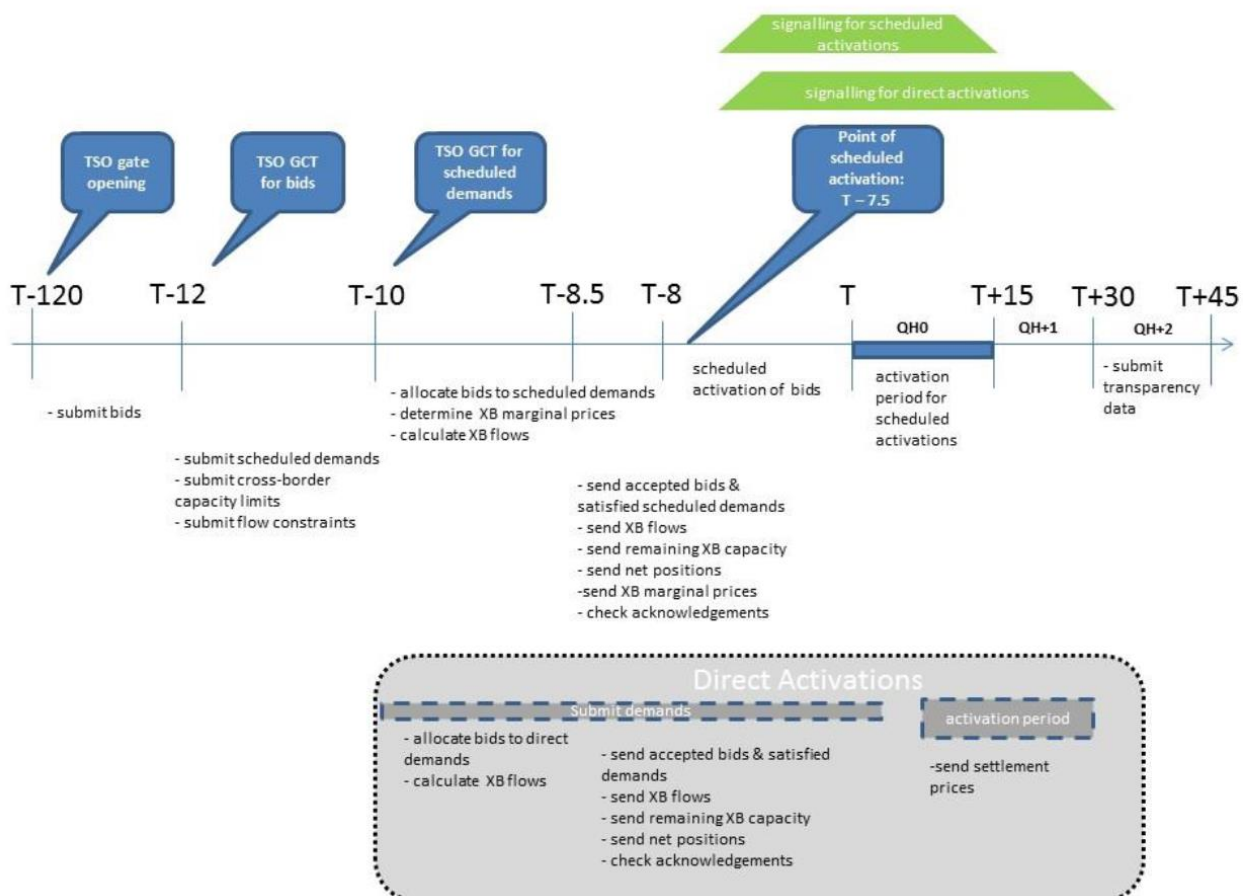 signalling for scheduled
activations
signalling for direct activations
TSO gate
opening
TSO GCT
for bids
TSO GCT for
scheduled
demands
Point of
scheduled
activation:
T – 7.5
T-120
T-12
T-10
T-8.5
T-8
T
T+15
T+30
T+45
QH0
QH+1
QH+2
- submit bids
- submit scheduled demands
- submit cross-border
capacity limits
- submit flow constraints
- allocate bids to scheduled demands
- determine XB marginal prices
- calculate XB flows
- send accepted bids &
satisfied scheduled demands
- send XB flows
- send remaining XB capacity
- send net positions
-send XB marginal prices
- check acknowledgements
scheduled
activation of bids
activation
period for
scheduled
activations
- submit
transparency
data
Direct Activations
Submit demands
activation period
- allocate bids to direct
demands
- calculate XB flows
- send accepted bids & satisfied
demands
- send XB flows
- send remaining XB capacity
- send net positions
- check acknowledgements
-send settlement
prices